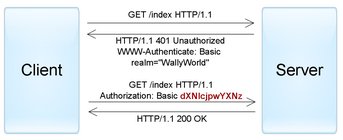 GET /index HTTP/1.1
HTTP/1.1 401 Unauthorized
WWW-Authenticate: Basic
realm="WallyWorld"
Client
Server
GET /index HTTP/1.1
Authorization: Basic dXNlcjpwYXNz
HTTP/1.1 200 OK